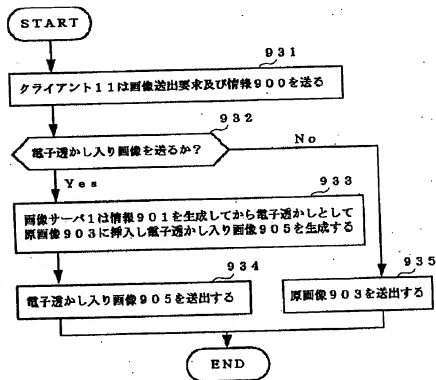 START
931
クライアント11は画像送出要求及び情報900を送る
932
電子透かし入り画像を送るか?
No
Yes
933
画像サーバ1は情報901を生成してから電子透かしとして
原画像903に挿入し電子透かし入り画像905を生成する
934
電子透かし入り画像905を送出する
935
原画像903を送出する
END